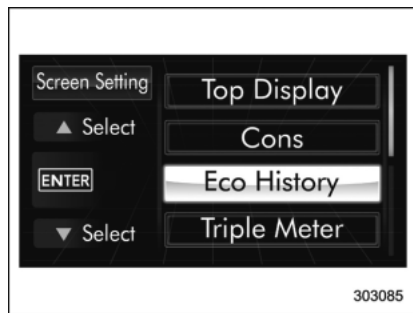 Screen Setting
▲ Select
ENTER
▼ Select
Top Display
Cons
Eco History
Triple Meter
303085